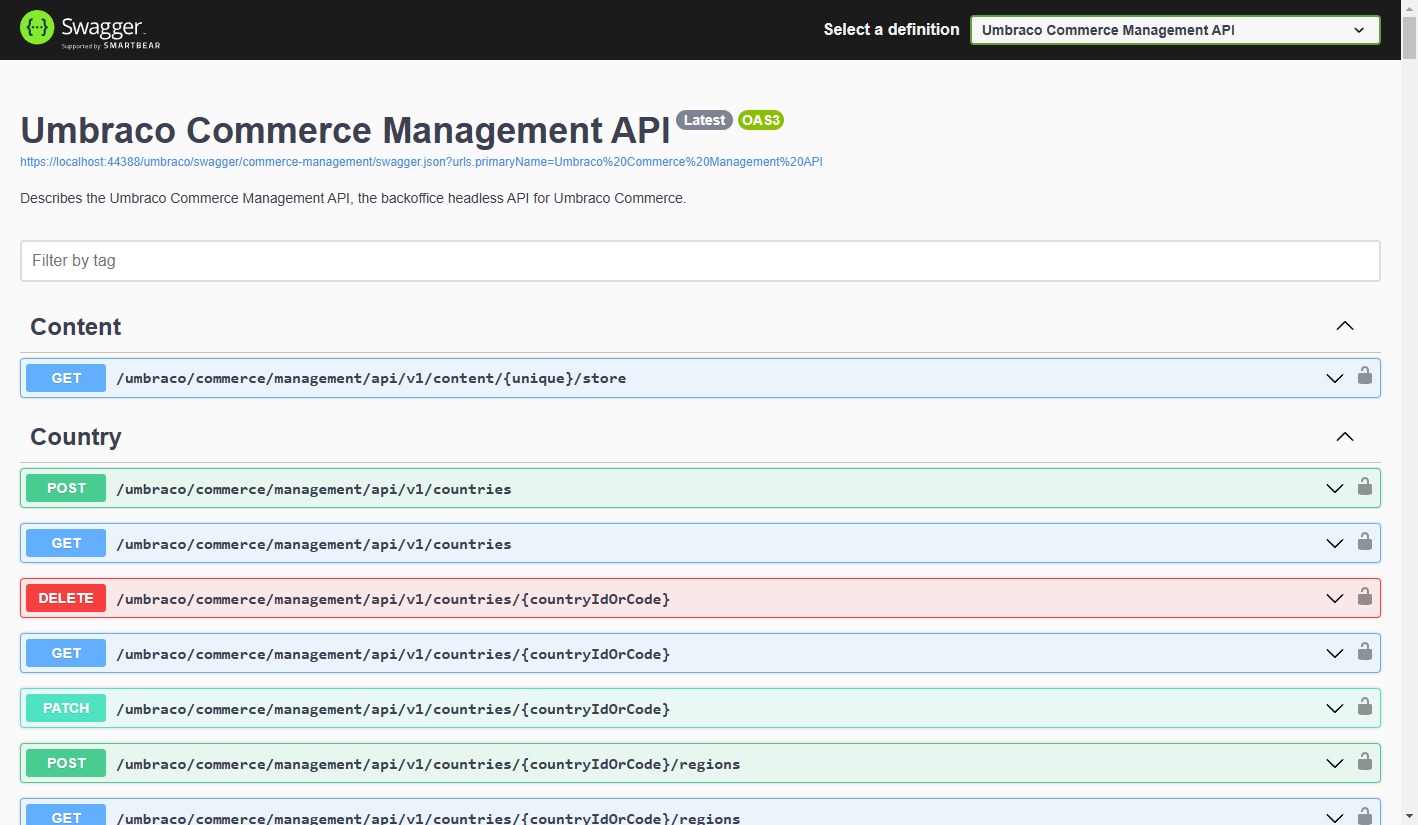 Swagger
Supported by SMARTBEAR
Select a definition
Umbraco Commerce Management API
Umbraco Commerce Management API Latest OAS3
https://localhost:44388/umbraco/swagger/commerce-management/swagger.json?urls.primaryName=Umbraco%20Commerce%20Management%20API
Describes the Umbraco Commerce Management API, the backoffice headless API for Umbraco Commerce.
Filter by tag
Content
GET /umbraco/commerce/management/api/v1/content/{unique}/store
Country
POST /umbraco/commerce/management/api/v1/countries
GET /umbraco/commerce/management/api/v1/countries
DELETE /umbraco/commerce/management/api/v1/countries/{countryIdOrCode}
GET /umbraco/commerce/management/api/v1/countries/{countryIdOrCode}
PATCH /umbraco/commerce/management/api/v1/countries/{countryIdOrCode}
POST /umbraco/commerce/management/api/v1/countries/{countryIdOrCode}/regions
GET /umbraco/commerce/management/api/v1/countries/{countryIdOrCode}/regions